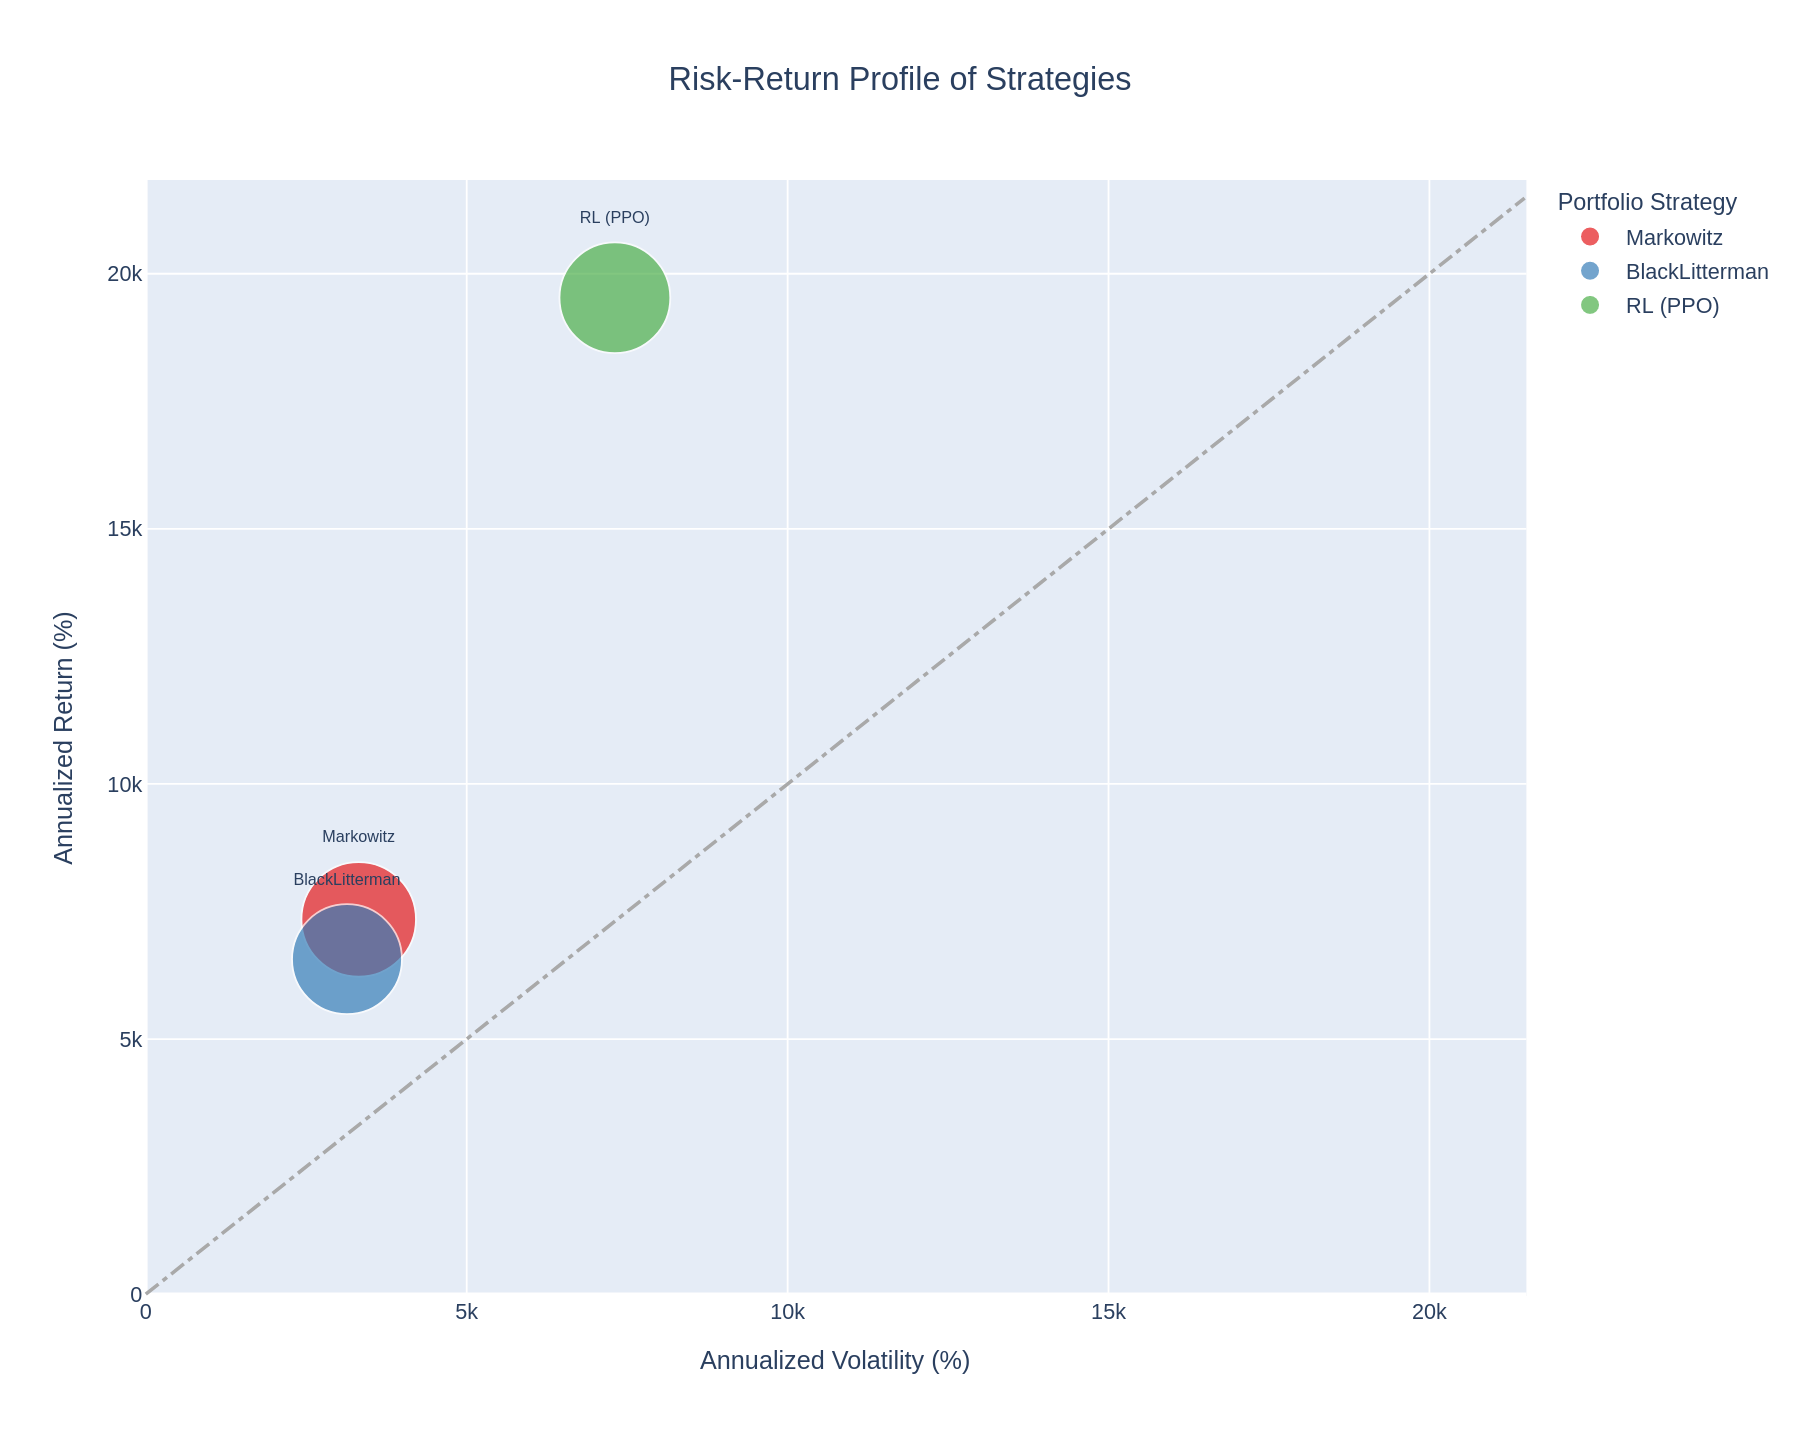 Risk-Return Profile of Strategies
Portfolio Strategy
Markowitz
BlackLitterman
RL (PPO)
RL (PPO)
Markowitz
BlackLitterman
Annualized Return (%)
20k
15k
10k
5k
0
0 5k 10k 15k 20k
Annualized Volatility (%)